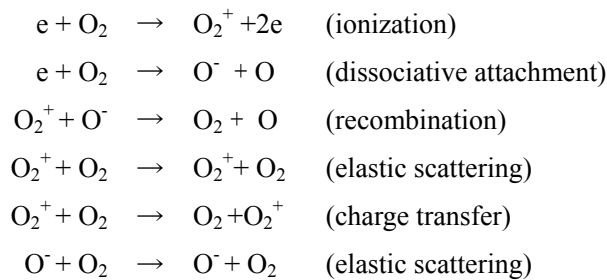 e + O₂ → O₂⁺ +2e (ionization)
e + O₂ → O⁻ + O (dissociative attachment)
O₂⁺ + O⁻ → O₂ + O (recombination)
O₂⁺ + O₂ → O₂⁺ + O₂ (elastic scattering)
O₂⁺ + O₂ → O₂ +O₂⁺ (charge transfer)
O⁻ + O₂ → O⁻ + O₂ (elastic scattering)